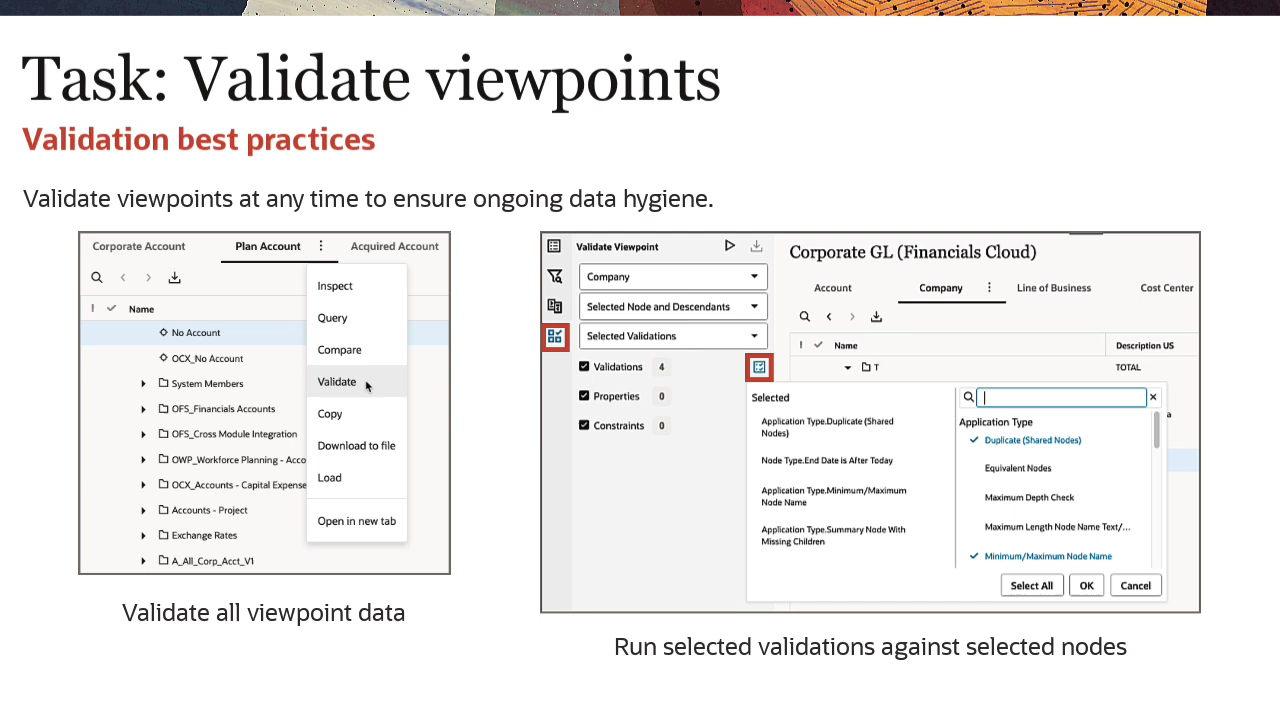 Task: Validate viewpoints
Validation best practices
Validate viewpoints at any time to ensure ongoing data hygiene.
Corporate Account
Plan Account
Acquired Account
Name
No Account
OCX_No Account
System Members
OFS_Financials Accounts
OFS_Cross Module Integration
OWP_Workforce Planning - Acco
OCX_Accounts - Capital Expense
Accounts - Project
Exchange Rates
A_All_Corp_Acct_V1
Inspect
Query
Compare
Validate
Copy
Download to file
Load
Open in new tab
Validate all viewpoint data
Validate Viewpoint
Company
Selected Node and Descendants
Selected Validations
Validations 4
Properties 0
Constraints 0
Corporate GL (Financials Cloud)
Account
Company
Line of Business
Cost Center
Name
Description US
T
TOTAL
a
Selected
Application Type.Duplicate (Shared
Nodes)
Node Type.End Date is After Today
Application Type.Minimum/Maximum
Node Name
Application Type.Summary Node With
Missing Children
Application Type
Duplicate (Shared Nodes)
Equivalent Nodes
Maximum Depth Check
Maximum Length Node Name Text/...
Minimum/Maximum Node Name
Select All
OK
Cancel
Run selected validations against selected nodes